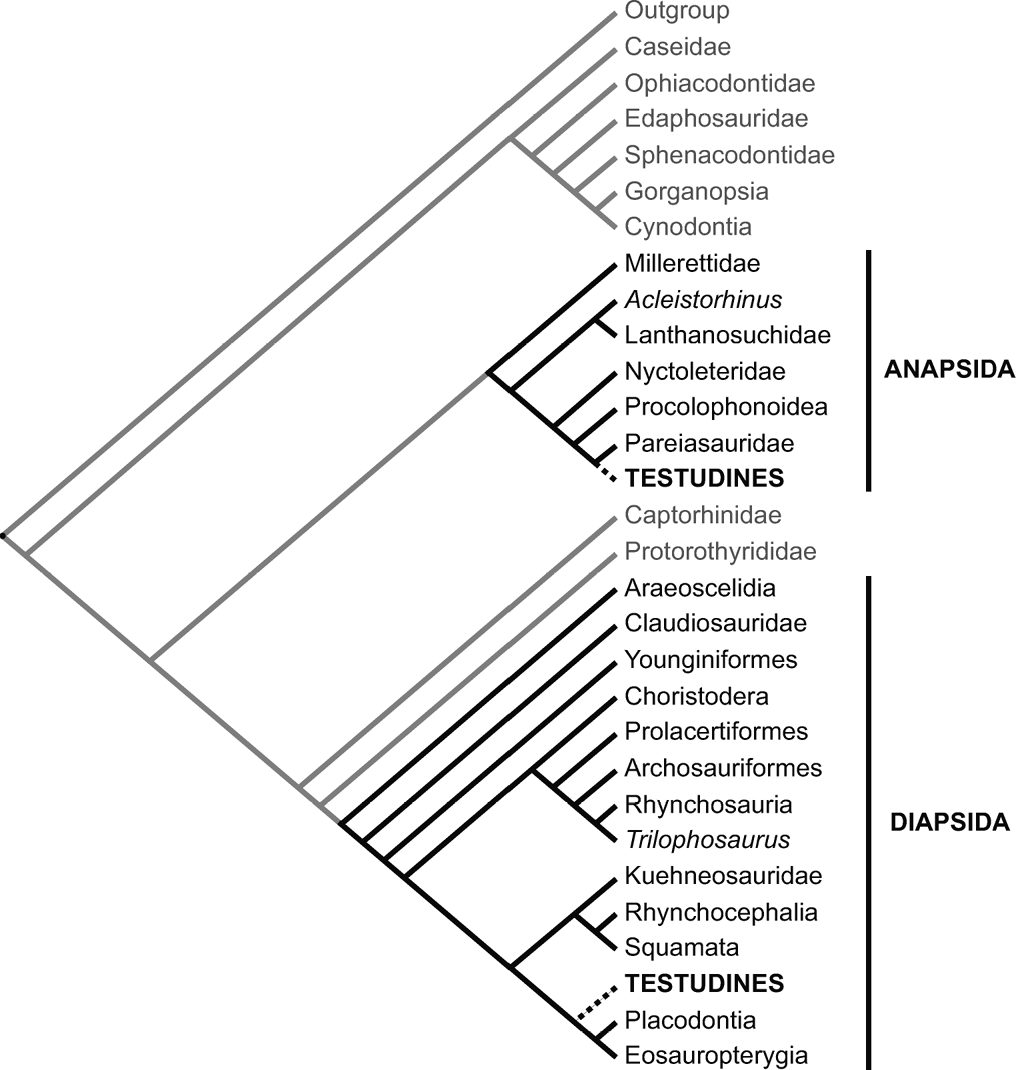 Outgroup
Caseidae
Ophiacodontidae
Edaphosauridae
Sphenacodontidae
Gorganopsia
Cynodontia
Millerettidae
Acleistorhinus
Lanthanosuchidae
Nyctoleteridae
ANAPSIDA
Procolophonoidea
Pareiasauridae
TESTUDINES
Captorhinidae
Protorothyrididae
Araeoscelidia
Claudiosauridae
Younginiformes
Choristodera
Prolacertiformes
Archosauriformes
Rhynchosauria
DIAPSIDA
Trilophosaurus
Kuehneosauridae
Rhynchocephalia
Squamata
TESTUDINES
Placodontia
Eosauropterygia